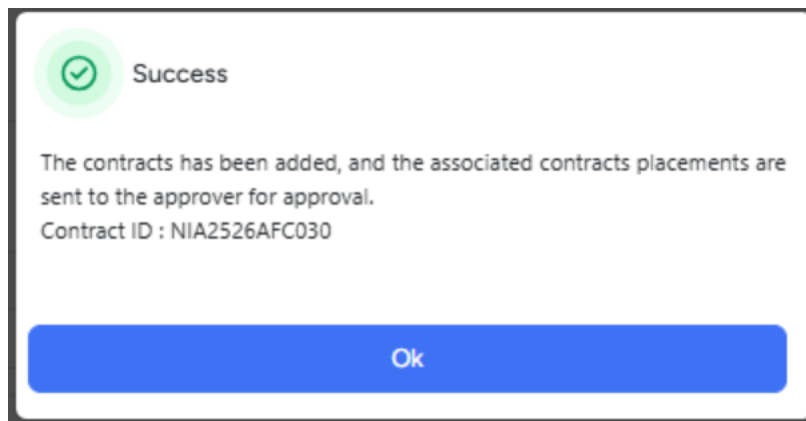 Success
The contracts has been added, and the associated contracts placements are
sent to the approver for approval.
Contract ID : NIA2526AFC030
Ok